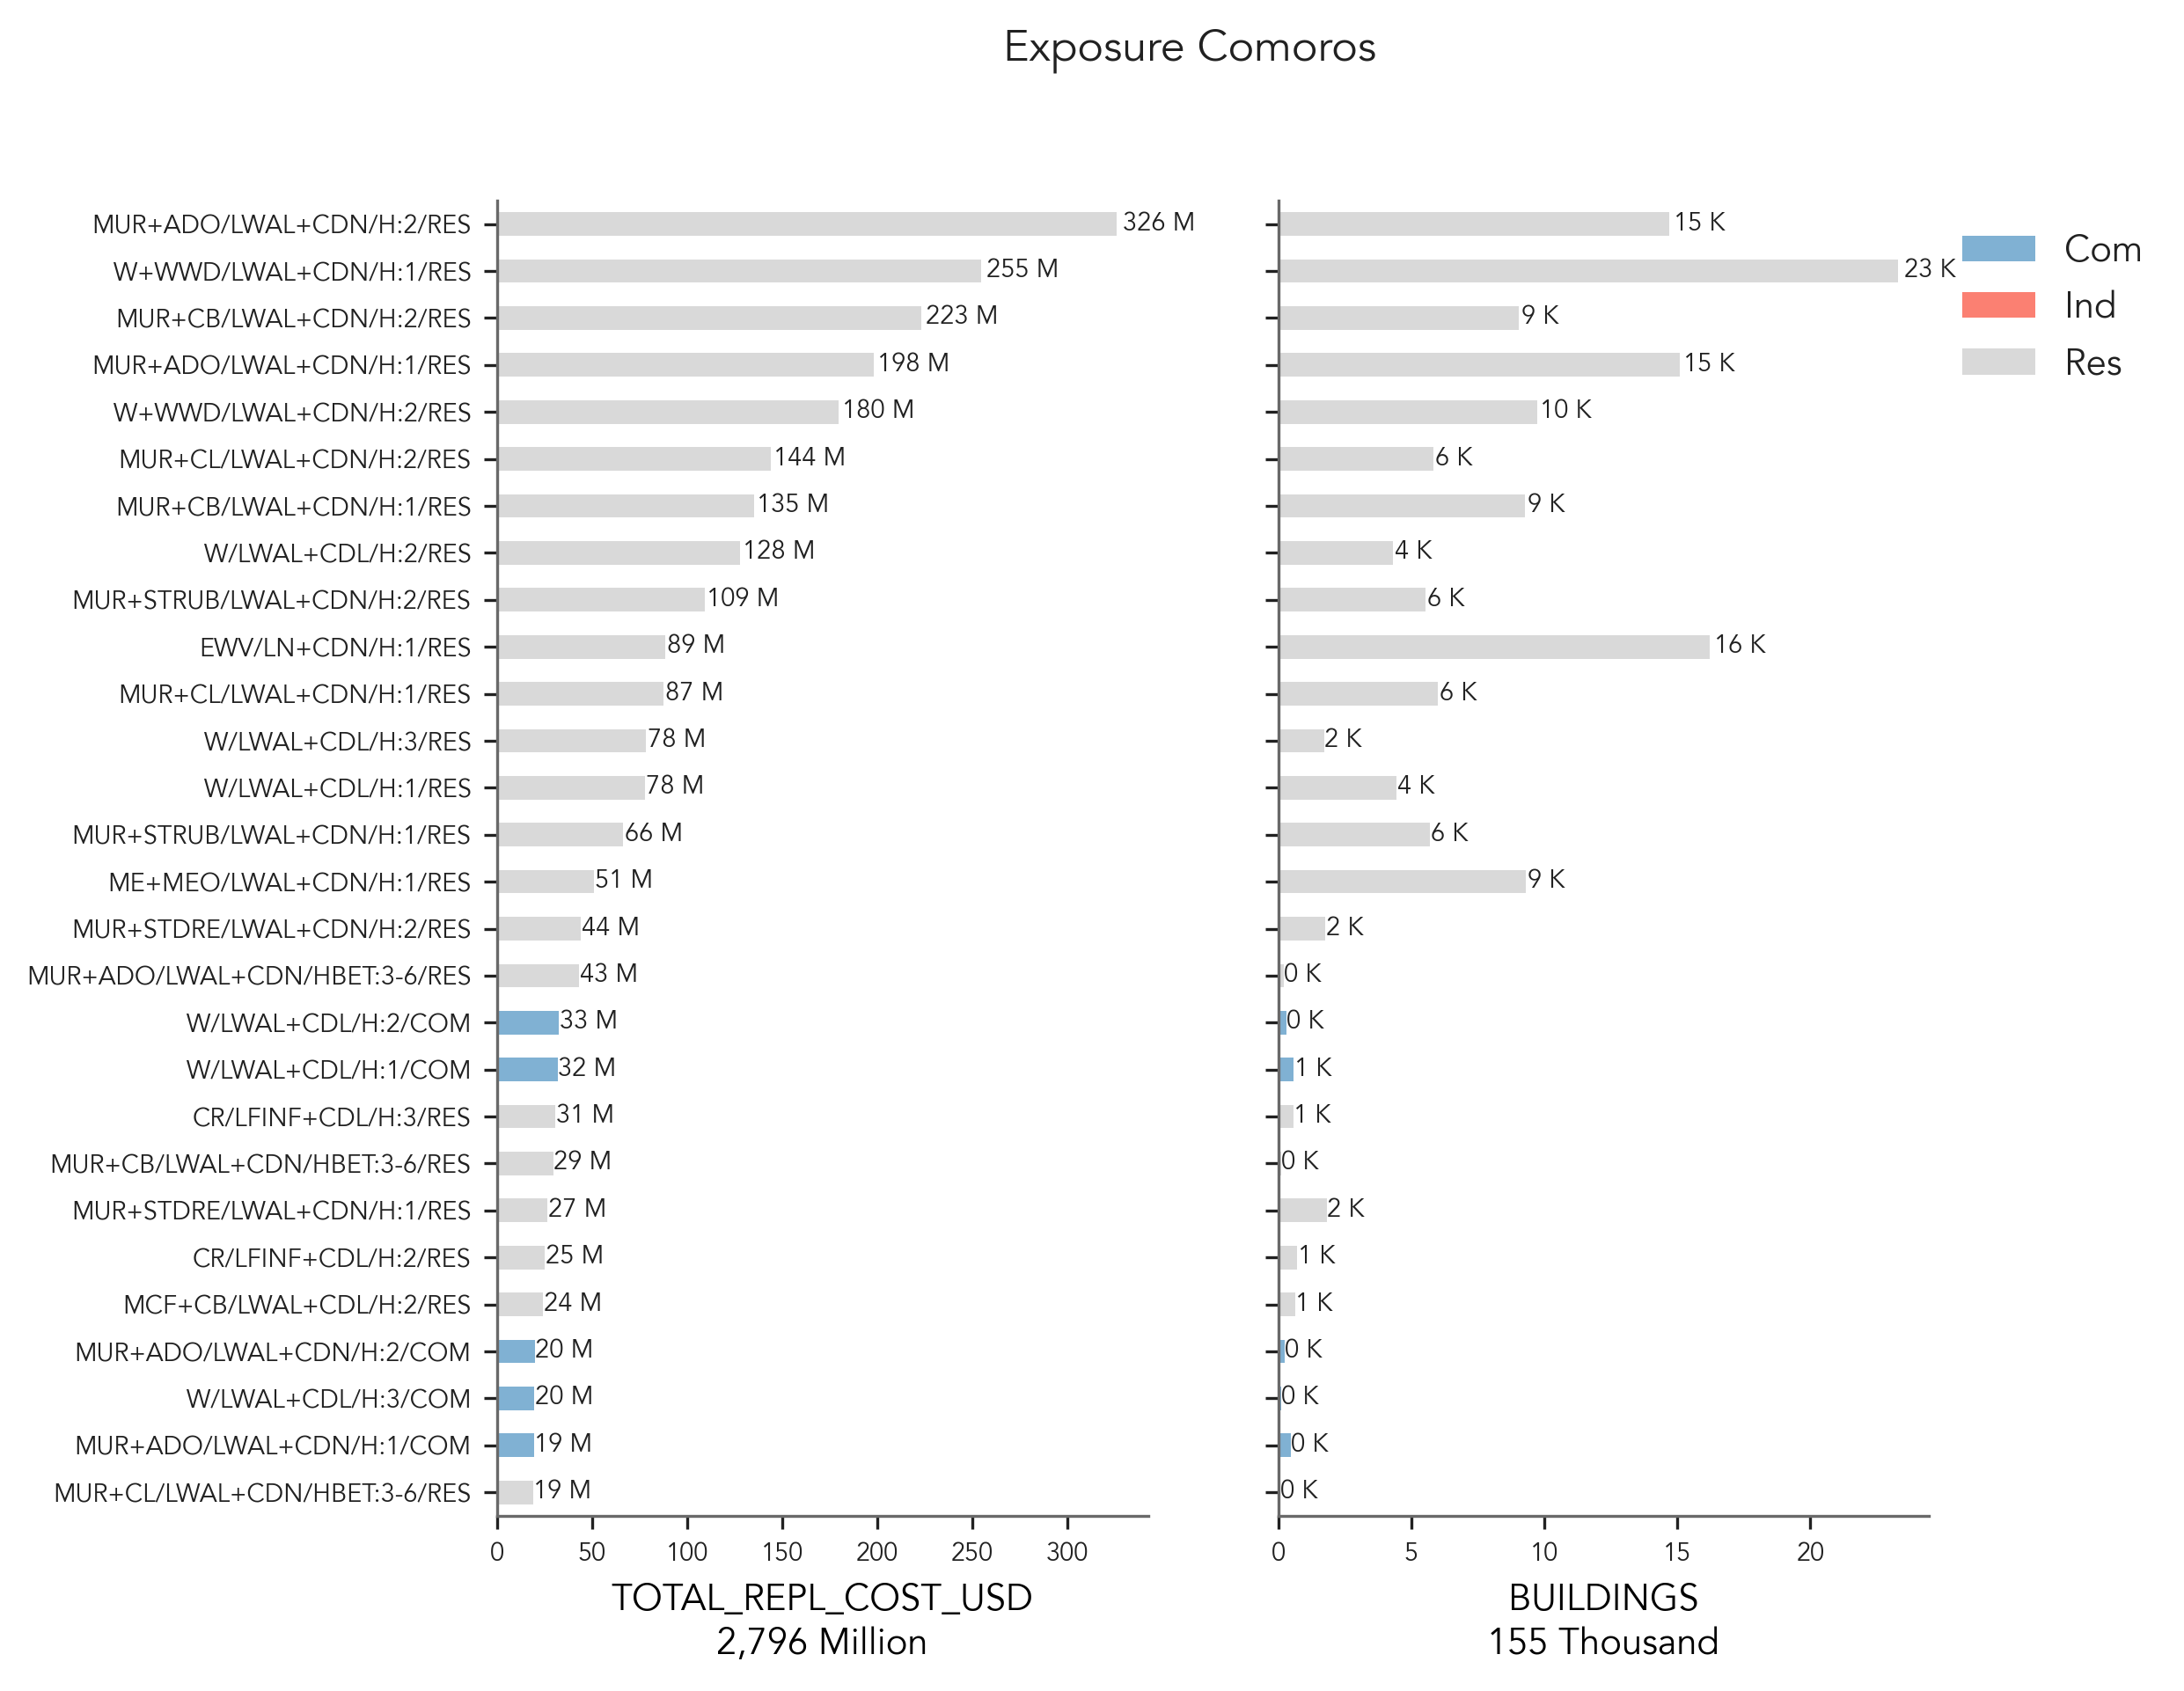 Exposure Comoros
MUR+ADO/LWAL+CDN/H:2/RES 326 M 15 K
W+WWD/LWAL+CDN/H:1/RES 255 M 23 K
MUR+CB/LWAL+CDN/H:2/RES 223 M 9 K
MUR+ADO/LWAL+CDN/H:1/RES 198 M 15 K
W+WWD/LWAL+CDN/H:2/RES 180 M 10 K
MUR+CL/LWAL+CDN/H:2/RES 144 M 6 K
MUR+CB/LWAL+CDN/H:1/RES 135 M 9 K
W/LWAL+CDL/H:2/RES 128 M 4 K
MUR+STRUB/LWAL+CDN/H:2/RES 109 M 6 K
EWV/LN+CDN/H:1/RES 89 M 16 K
MUR+CL/LWAL+CDN/H:1/RES 87 M 6 K
W/LWAL+CDL/H:3/RES 78 M 2 K
W/LWAL+CDL/H:1/RES 78 M 4 K
MUR+STRUB/LWAL+CDN/H:1/RES 66 M 6 K
ME+MEO/LWAL+CDN/H:1/RES 51 M 9 K
MUR+STDRE/LWAL+CDN/H:2/RES 44 M 2 K
MUR+ADO/LWAL+CDN/HBET:3-6/RES 43 M 0 K
W/LWAL+CDL/H:2/COM 33 M 0 K
W/LWAL+CDL/H:1/COM 32 M 1 K
CR/LFINF+CDL/H:3/RES 31 M 1 K
MUR+CB/LWAL+CDN/HBET:3-6/RES 29 M 0 K
MUR+STDRE/LWAL+CDN/H:1/RES 27 M 2 K
CR/LFINF+CDL/H:2/RES 25 M 1 K
MCF+CB/LWAL+CDL/H:2/RES 24 M 1 K
MUR+ADO/LWAL+CDN/H:2/COM 20 M 0 K
W/LWAL+CDL/H:3/COM 20 M 0 K
MUR+ADO/LWAL+CDN/H:1/COM 19 M 0 K
MUR+CL/LWAL+CDN/HBET:3-6/RES 19 M 0 K
0 50 100 150 200 250 300
TOTAL_REPL_COST_USD
2,796 Million
0 5 10 15 20
BUILDINGS
155 Thousand
Com
Ind
Res